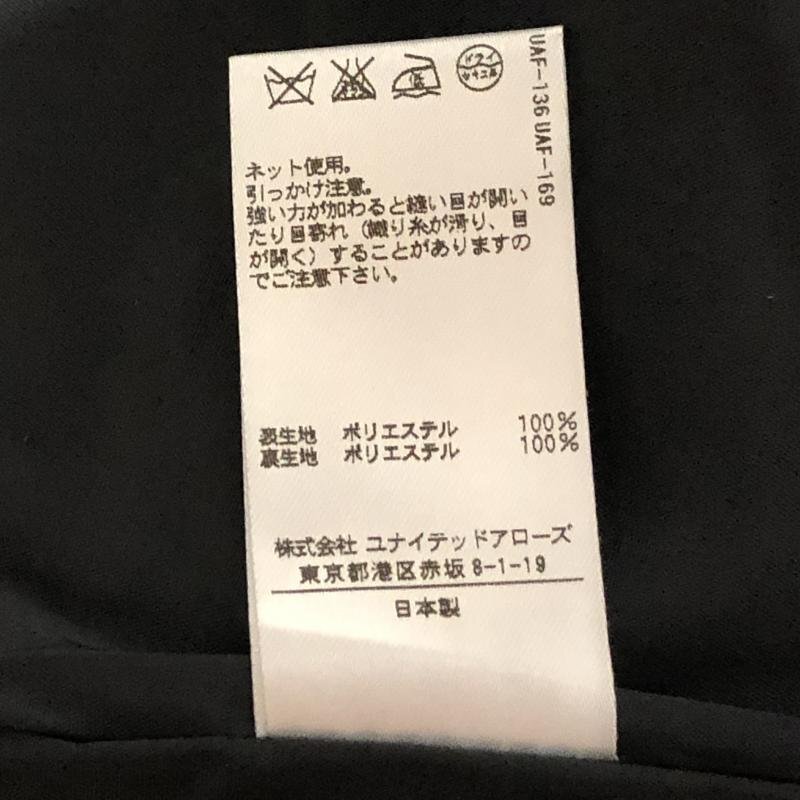 低
ドライ
セキユ系
UAF-136 UAF-169
ネット使用。
引っかけ注意。
強い力が加わると縫い目が開い
たり目寄れ（織り糸が滑り、目
が開く）することがありますの
でご注意下さい。
表生地 ポリエステル 100%
裏生地 ポリエステル 100%
株式会社 ユナイテッドアローズ
東京都港区赤坂 8-1-19
日本製